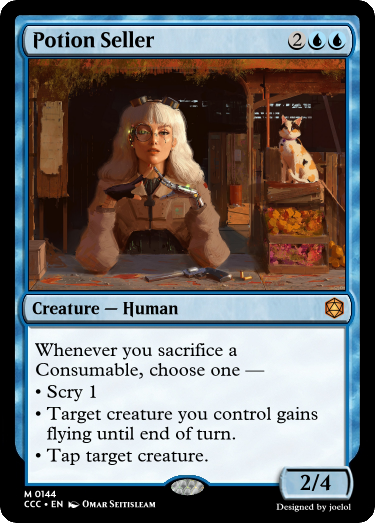 Potion Seller 2
Creature — Human
Whenever you sacrifice a
Consumable, choose one —
• Scry 1
• Target creature you control gains
flying until end of turn.
• Tap target creature.
2/4
M 0144
CCC • EN Omar Seitisleam
Designed by joelol